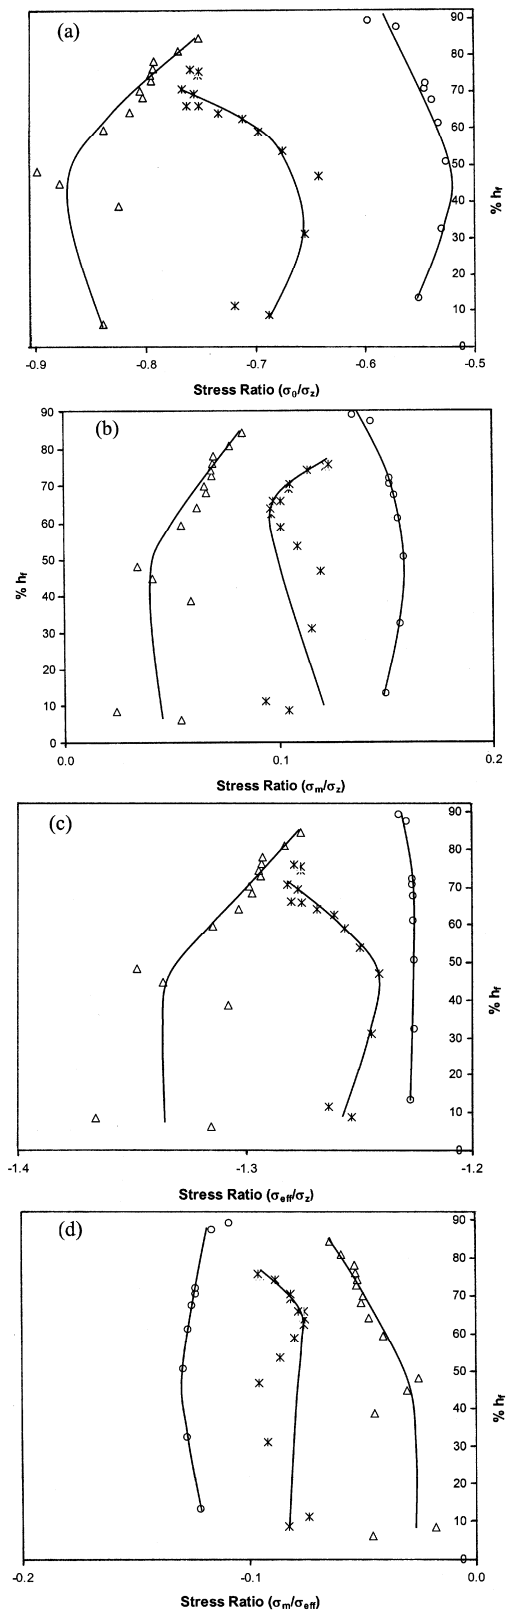 (a)
90
80
70
60
50
40
30
20
10
0
% hf
-0.9 -0.8 -0.7 -0.6 -0.5
Stress Ratio (σθ/σz)
(b)
90
80
70
60
50
40
30
20
10
0
% hf
0.0 0.1 0.2
Stress Ratio (σm/σz)
(c)
90
80
70
60
50
40
30
20
10
0
% hf
-1.4 -1.3 -1.2
Stress Ratio (σeff/σz)
(d)
90
80
70
60
50
40
30
20
10
0
% hf
-0.2 -0.1 0.0
Stress Ratio (σm/σeff)